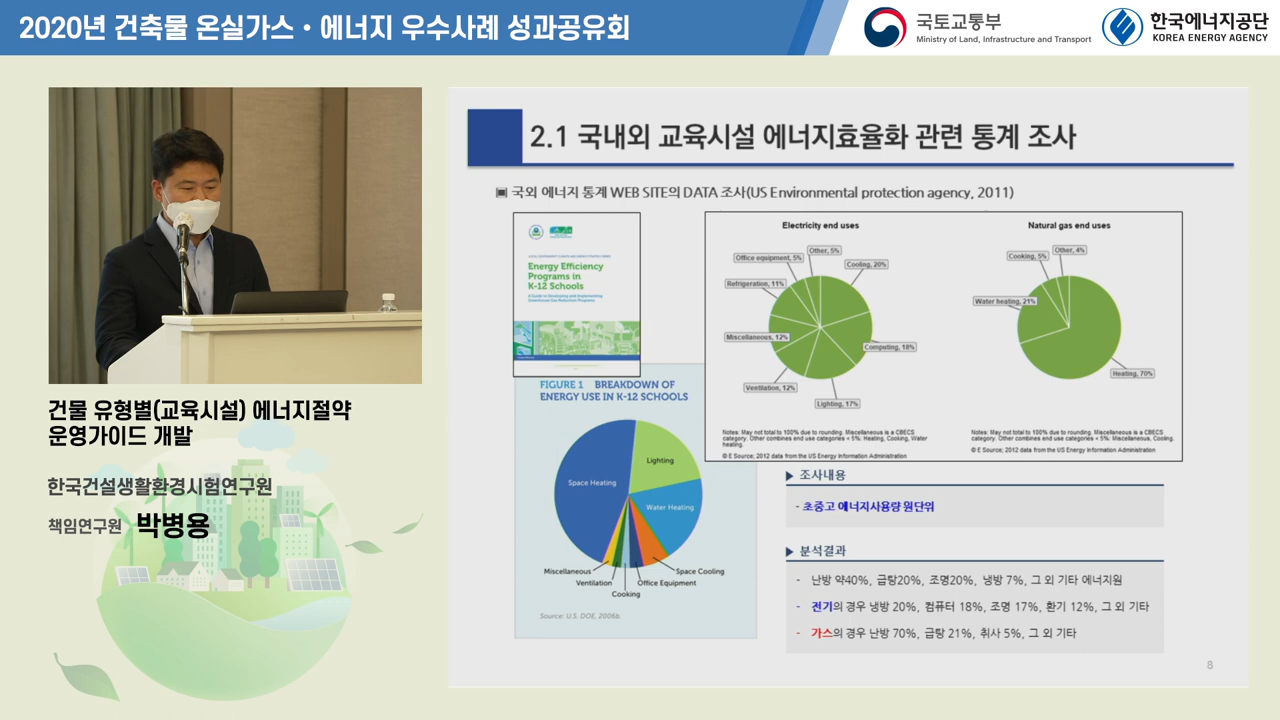 2020년 건축물 온실가스 • 에너지 우수사례 성과공유회
국토교통부
Ministry of Land, Infrastructure and Transport
한국에너지공단
KOREA ENERGY AGENCY
건물 유형별(교육시설) 에너지절약
운영가이드 개발
한국건설생활환경시험연구원
책임연구원 박병용
2.1 국내외 교육시설 에너지효율화 관련 통계 조사
▣ 국외 에너지 통계 WEB SITE의 DATA 조사(US Environmental protection agency, 2011)
Energy Efficiency
Programs in
K-12 Schools
A Guide to Developing and Implementing
Greenhouse Gas Reduction Programs
FIGURE 1 BREAKDOWN OF
ENERGY USE IN K-12 SCHOOLS
Lighting
Space Heating
Water Heating
Miscellaneous
Space Cooling
Ventilation
Office Equipment
Cooking
Source: U.S. DOE, 2006b.
Electricity end uses
Other, 5%
Office equipment, 5%
Cooling, 20%
Refrigeration, 11%
Miscellaneous, 12%
Computing, 18%
Ventilation, 12%
Lighting, 17%
Notes: May not total to 100% due to rounding. Miscellaneous is a CBECS
category. Other combines end use categories < 5%: Heating, Cooking, Water
heating.
© E Source; 2012 data from the US Energy Information Administration
Natural gas end uses
Other, 4%
Cooking, 5%
Water heating, 21%
Heating, 70%
Notes: May not total to 100% due to rounding. Miscellaneous is a CBECS
category. Other combines end use categories < 5%: Miscellaneous, Cooling.
© E Source; 2012 data from the US Energy Information Administration
▶ 조사내용
- 초중고 에너지사용량 원단위
▶ 분석결과
- 난방 약40%, 급탕20%, 조명20%, 냉방 7%, 그 외 기타 에너지원
- 전기의 경우 냉방 20%, 컴퓨터 18%, 조명 17%, 환기 12%, 그 외 기타
- 가스의 경우 난방 70%, 급탕 21%, 취사 5%, 그 외 기타
8